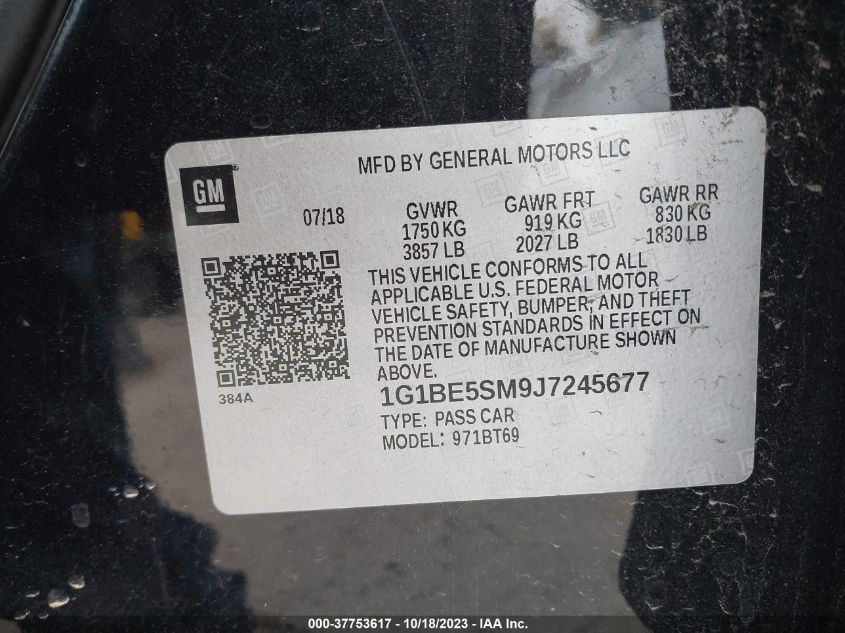 MFD BY GENERAL MOTORS LLC
GM®
07/18
GVWR
1750 KG
3857 LB
GAWR FRT
919 KG
2027 LB
GAWR RR
830 KG
1830 LB
THIS VEHICLE CONFORMS TO ALL
APPLICABLE U.S. FEDERAL MOTOR
VEHICLE SAFETY, BUMPER, AND THEFT
PREVENTION STANDARDS IN EFFECT ON
THE DATE OF MANUFACTURE SHOWN
ABOVE.
384A
1G1BE5SM9J7245677
TYPE: PASS CAR
MODEL: 971BT69
000-37753617 - 10/18/2023 - IAA Inc.